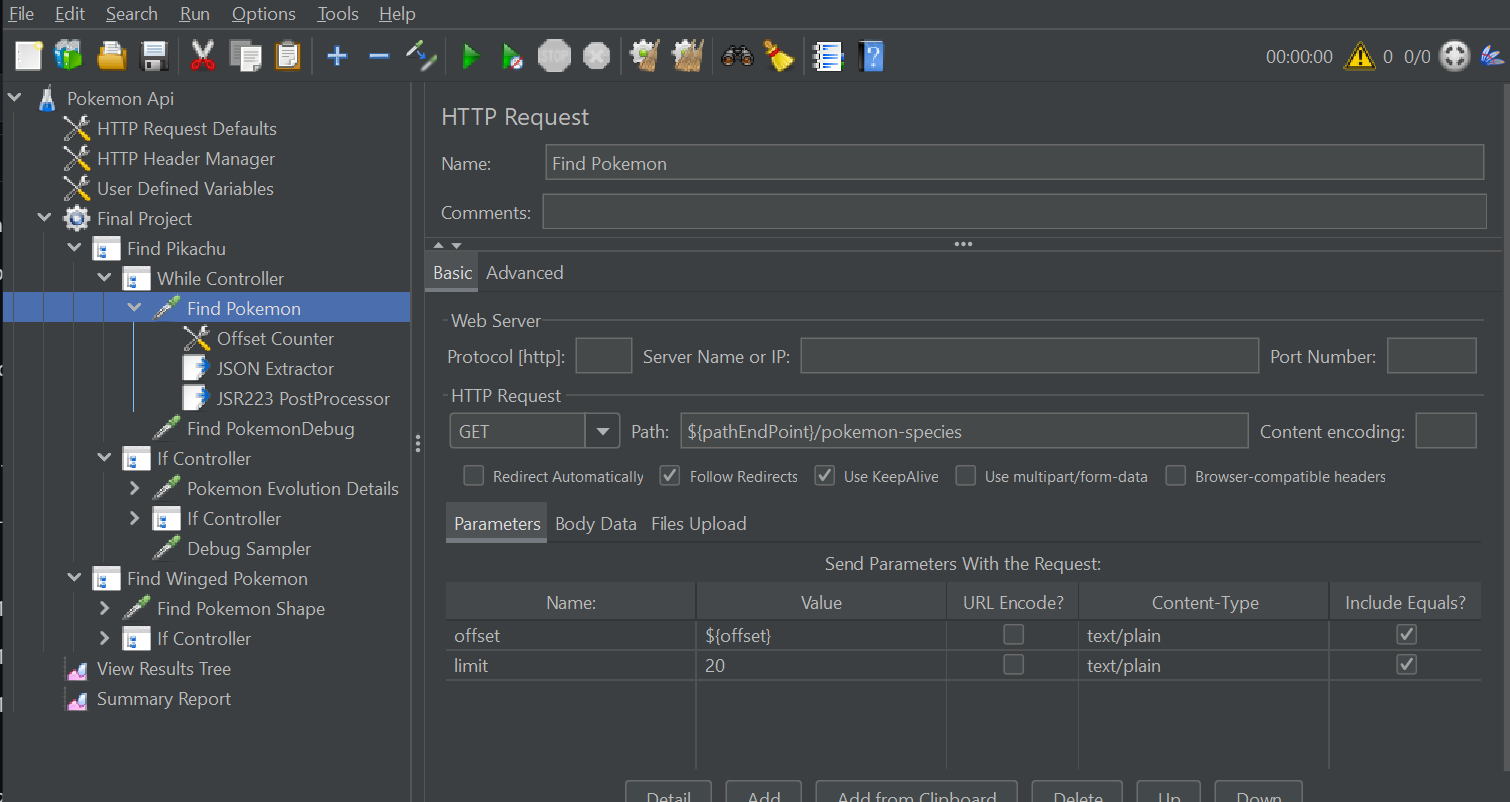 File Edit Search Run Options Tools Help
STOP
00:00:00 0 0/0
Pokemon Api
HTTP Request Defaults
HTTP Header Manager
User Defined Variables
Final Project
Find Pikachu
While Controller
Find Pokemon
Offset Counter
JSON Extractor
JSR223 PostProcessor
Find PokemonDebug
If Controller
Pokemon Evolution Details
If Controller
Debug Sampler
Find Winged Pokemon
Find Pokemon Shape
If Controller
View Results Tree
Summary Report
HTTP Request
Name: Find Pokemon
Comments:
Basic Advanced
Web Server
Protocol [http]: Server Name or IP: Port Number:
HTTP Request
GET Path: ${pathEndPoint}/pokemon-species Content encoding:
Redirect Automatically Follow Redirects Use KeepAlive Use multipart/form-data Browser-compatible headers
Parameters Body Data Files Upload
Send Parameters With the Request:
Name: Value URL Encode? Content-Type Include Equals?
offset ${offset} text/plain
limit 20 text/plain
Detail Add Add from Clipboard Delete Up Down